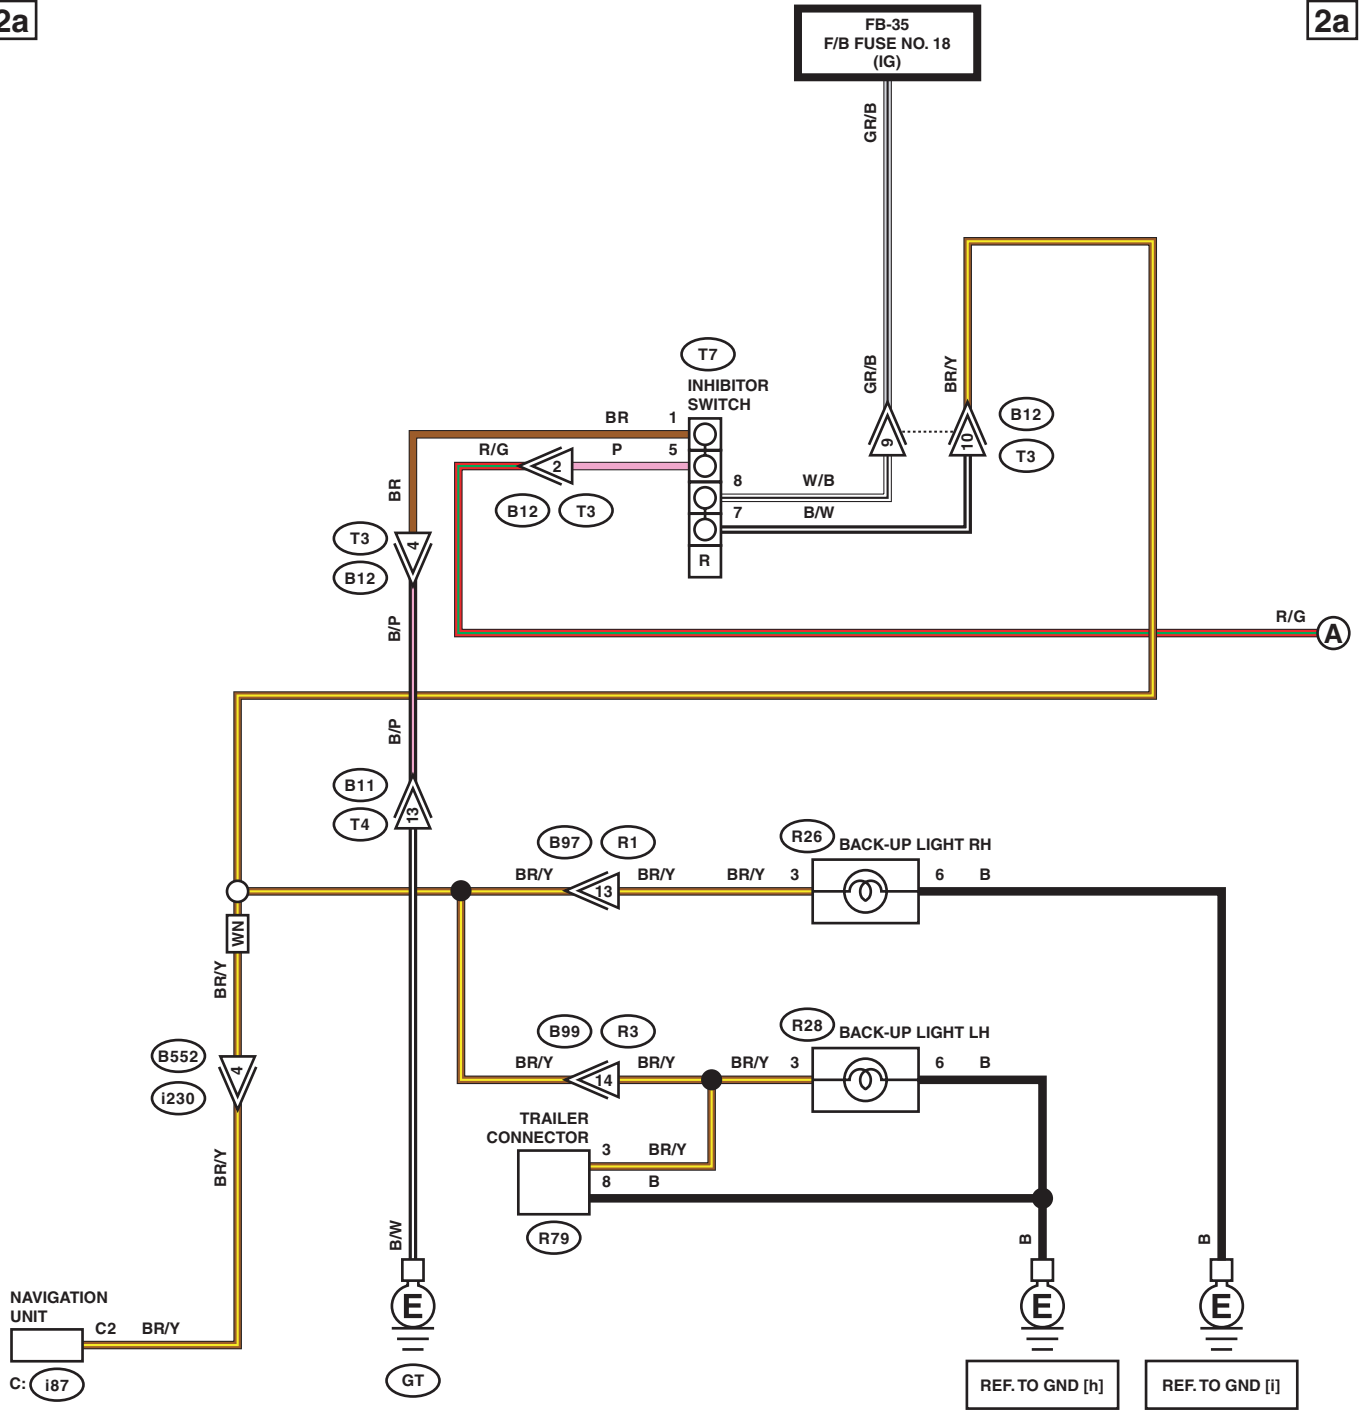 2a
2a
FB-35
F/B FUSE NO. 18
(IG)
GR/B
GR/B
BR/Y
T7
INHIBITOR
SWITCH
B12
T3
9
10
BR 1
R/G
2
P 5
8 W/B
7 B/W
R
B12
T3
BR
T3
B12
4
B/P
R/G
A
B/P
B11
T4
13
B97
R1
R26
BACK-UP LIGHT RH
BR/Y
13
BR/Y
BR/Y
3
6
B
WN
BR/Y
B552
i230
4
BR/Y
B99
R3
R28
BACK-UP LIGHT LH
BR/Y
14
BR/Y
BR/Y
3
6
B
TRAILER
CONNECTOR
3 BR/Y
8 B
R79
B/W
B
B
NAVIGATION
UNIT
C2 BR/Y
C: i87
E
E
E
GT
REF. TO GND [h]
REF. TO GND [i]